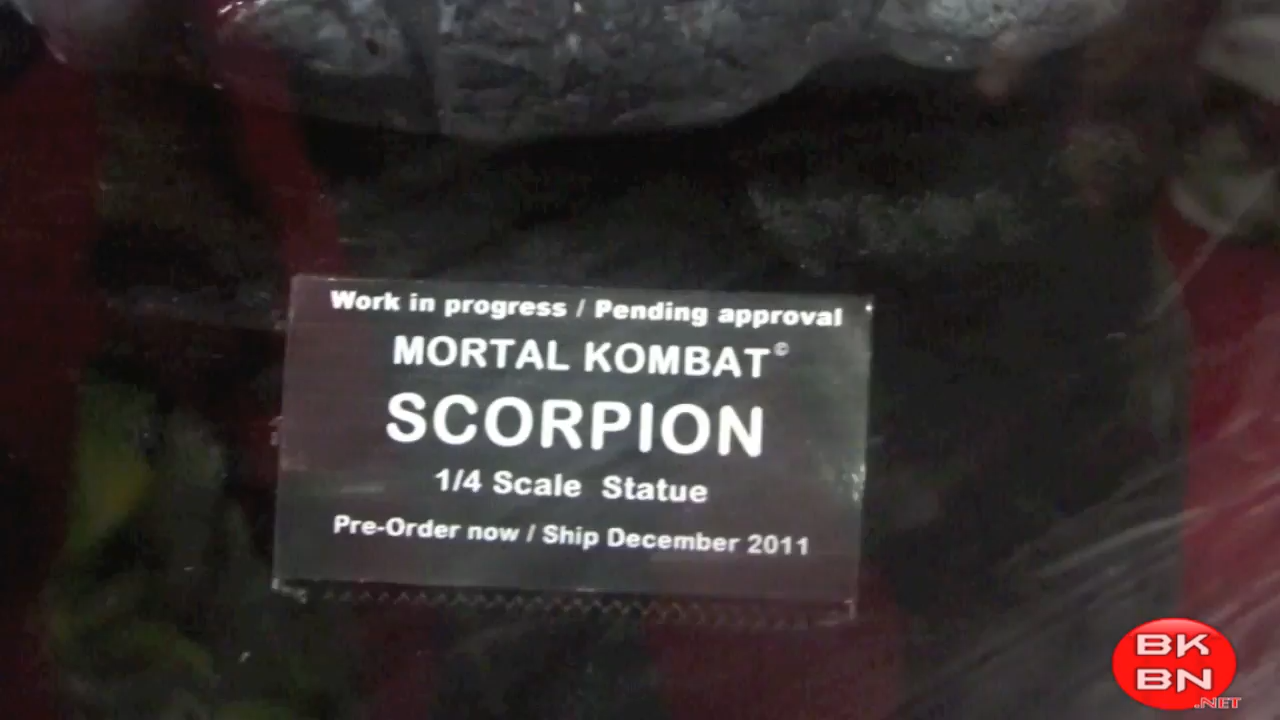 Work in progress / Pending approval
MORTAL KOMBAT©
SCORPION
1/4 Scale Statue
Pre-Order now / Ship December 2011
BK
BN
.NET